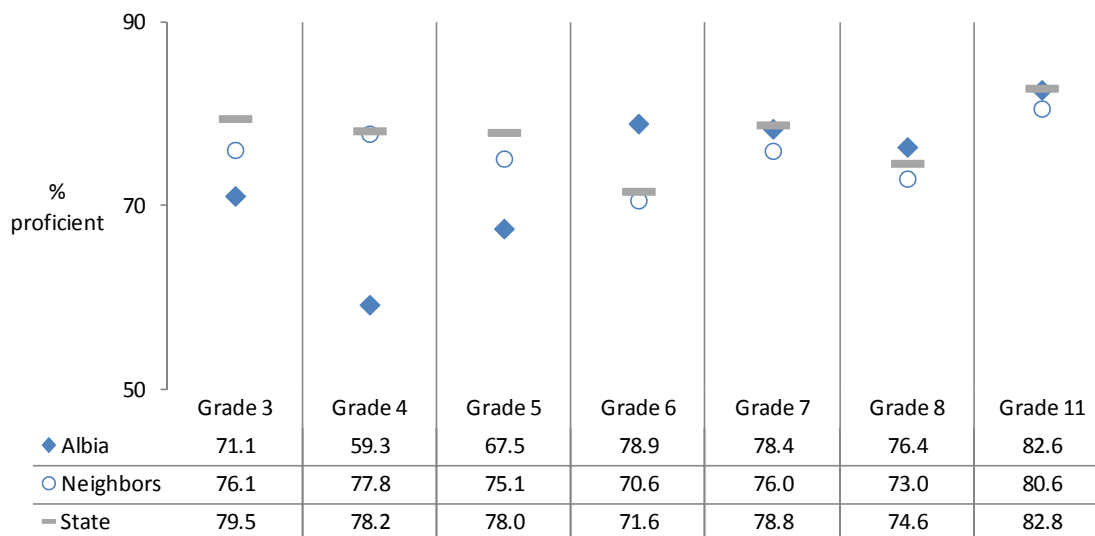 90
70
50
%
proficient
Grade 3 Grade 4 Grade 5 Grade 6 Grade 7 Grade 8 Grade 11
Albia 71.1 59.3 67.5 78.9 78.4 76.4 82.6
Neighbors 76.1 77.8 75.1 70.6 76.0 73.0 80.6
State 79.5 78.2 78.0 71.6 78.8 74.6 82.8